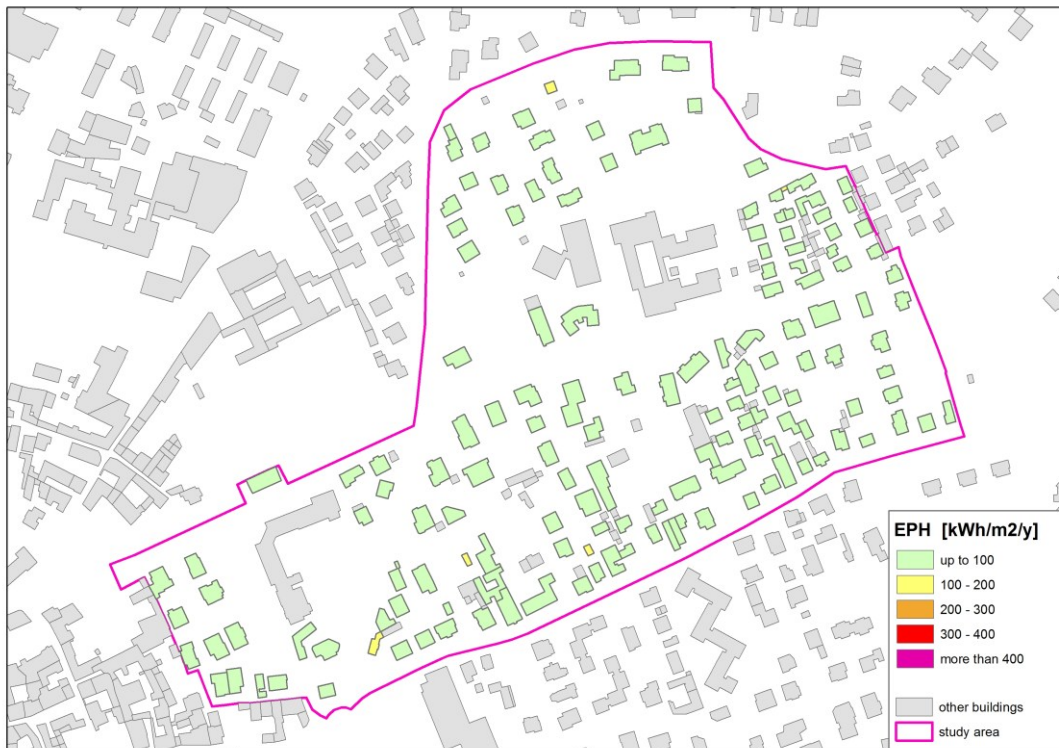 EPH [kWh/m2/y]
up to 100
100 - 200
200 - 300
300 - 400
more than 400
other buildings
study area